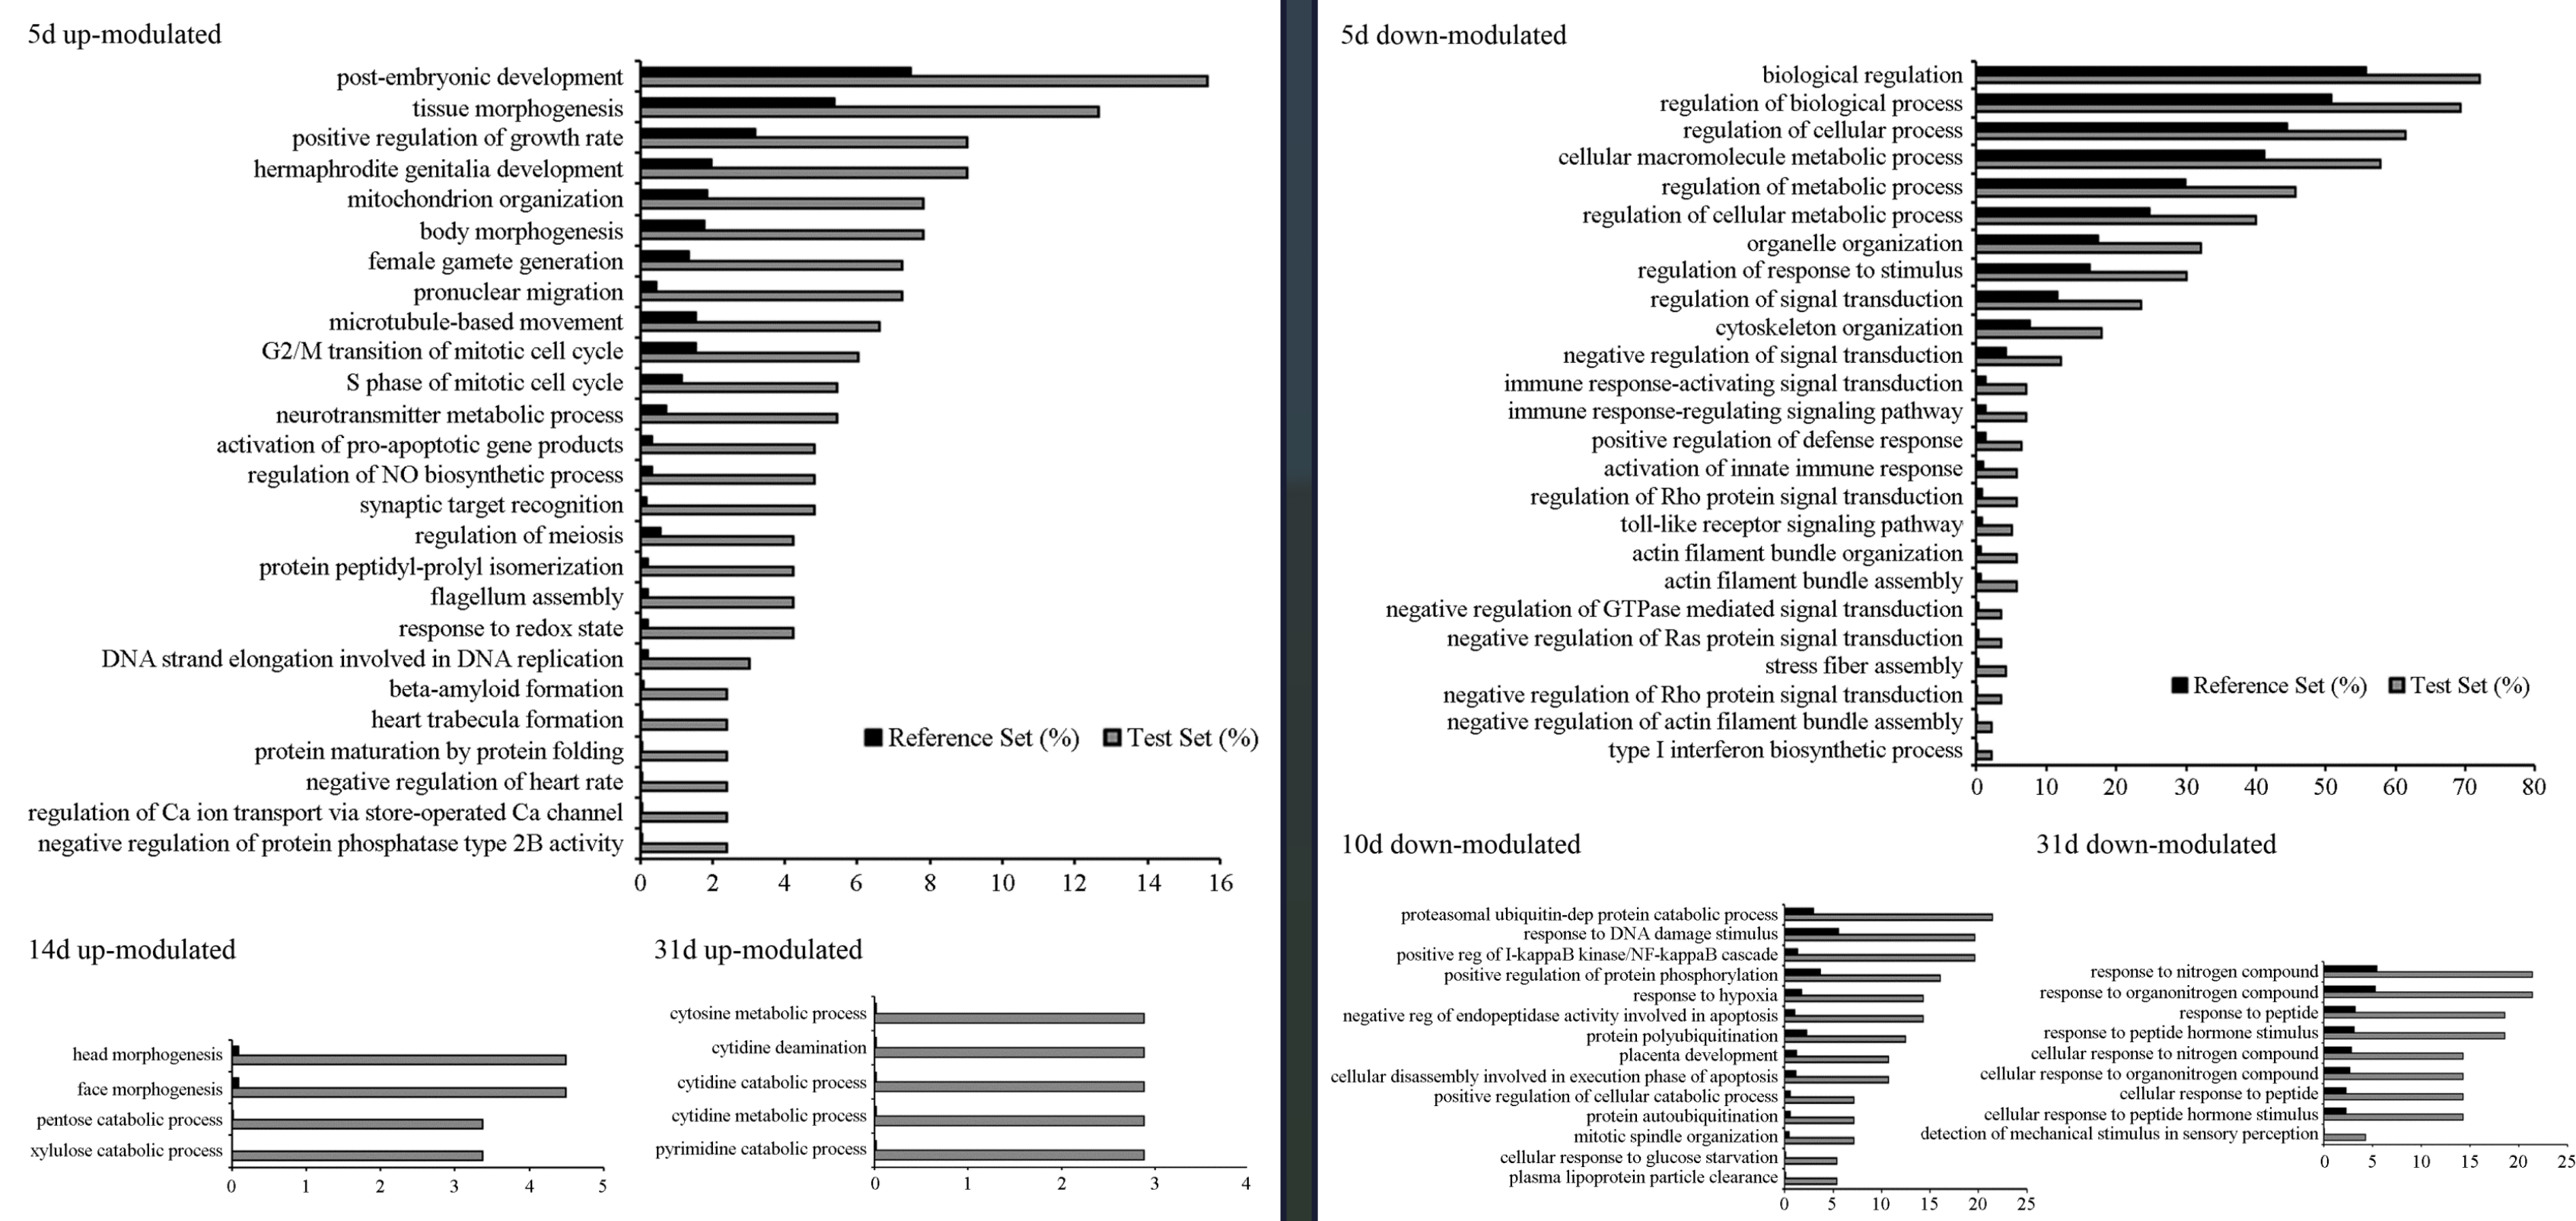 5d up-modulated
post-embryonic development
tissue morphogenesis
positive regulation of growth rate
hermaphrodite genitalia development
mitochondrion organization
body morphogenesis
female gamete generation
pronuclear migration
microtubule-based movement
G2/M transition of mitotic cell cycle
S phase of mitotic cell cycle
neurotransmitter metabolic process
activation of pro-apoptotic gene products
regulation of NO biosynthetic process
synaptic target recognition
regulation of meiosis
protein peptidyl-prolyl isomerization
flagellum assembly
response to redox state
DNA strand elongation involved in DNA replication
beta-amyloid formation
heart trabecula formation
protein maturation by protein folding
negative regulation of heart rate
regulation of Ca ion transport via store-operated Ca channel
negative regulation of protein phosphatase type 2B activity
Reference Set (%) Test Set (%)
0 2 4 6 8 10 12 14 16
14d up-modulated
head morphogenesis
face morphogenesis
pentose catabolic process
xylulose catabolic process
0 1 2 3 4 5
31d up-modulated
cytosine metabolic process
cytidine deamination
cytidine catabolic process
cytidine metabolic process
pyrimidine catabolic process
0 1 2 3 4
5d down-modulated
biological regulation
regulation of biological process
regulation of cellular process
cellular macromolecule metabolic process
regulation of metabolic process
regulation of cellular metabolic process
organelle organization
regulation of response to stimulus
regulation of signal transduction
cytoskeleton organization
negative regulation of signal transduction
immune response-activating signal transduction
immune response-regulating signaling pathway
positive regulation of defense response
activation of innate immune response
regulation of Rho protein signal transduction
toll-like receptor signaling pathway
actin filament bundle organization
actin filament bundle assembly
negative regulation of GTPase mediated signal transduction
negative regulation of Ras protein signal transduction
stress fiber assembly
negative regulation of Rho protein signal transduction
negative regulation of actin filament bundle assembly
type I interferon biosynthetic process
Reference Set (%) Test Set (%)
0 10 20 30 40 50 60 70 80
10d down-modulated
proteasomal ubiquitin-dep protein catabolic process
response to DNA damage stimulus
positive reg of I-kappaB kinase/NF-kappaB cascade
positive regulation of protein phosphorylation
response to hypoxia
negative reg of endopeptidase activity involved in apoptosis
protein polyubiquitination
placenta development
cellular disassembly involved in execution phase of apoptosis
positive regulation of cellular catabolic process
protein autoubiquitination
mitotic spindle organization
cellular response to glucose starvation
plasma lipoprotein particle clearance
0 5 10 15 20 25
31d down-modulated
response to nitrogen compound
response to organonitrogen compound
response to peptide
response to peptide hormone stimulus
cellular response to nitrogen compound
cellular response to organonitrogen compound
cellular response to peptide
cellular response to peptide hormone stimulus
detection of mechanical stimulus in sensory perception
0 5 10 15 20 25